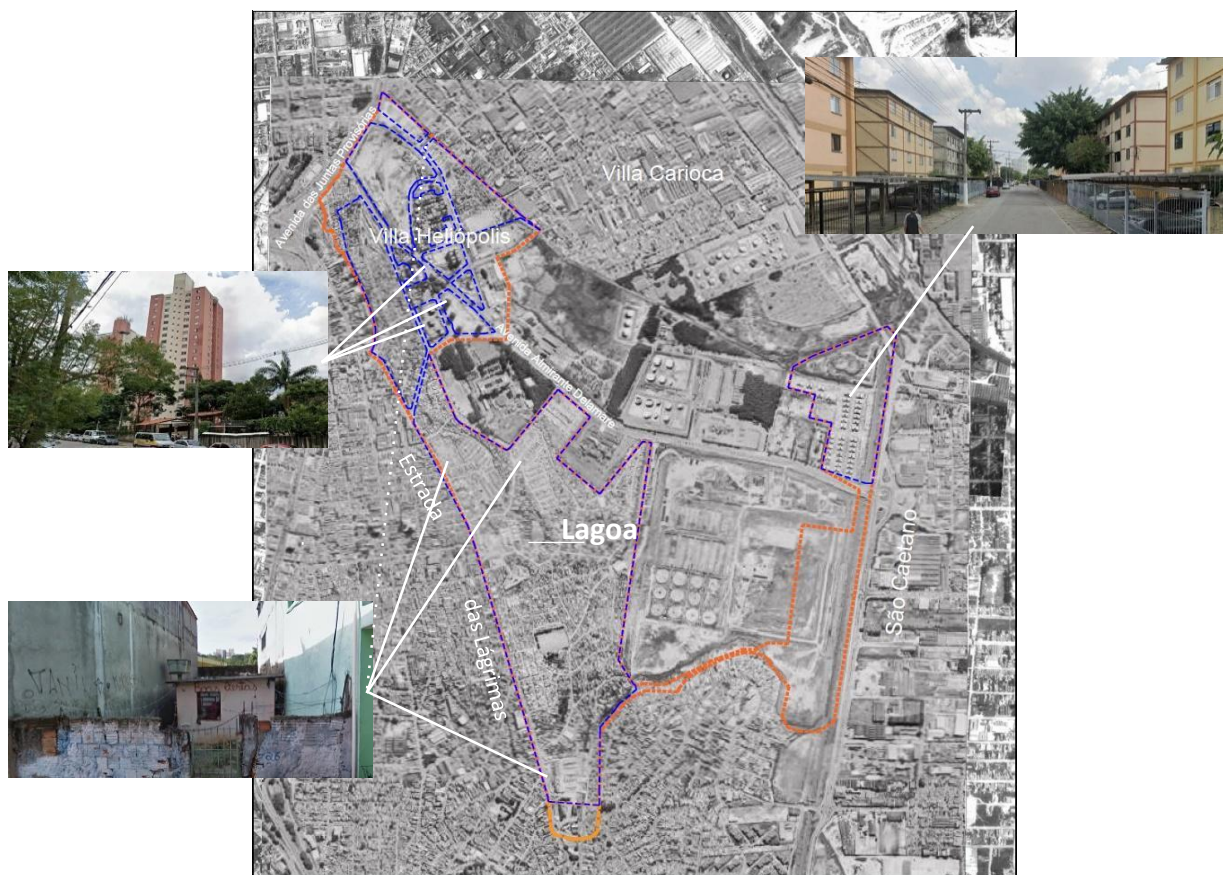 Avenida das Juntas Provisórias
Villa Carioca
Villa Heliópolis
Avenida Almirante Delamare
Estrada
das Lágrimas
Lagoa
São Caetano